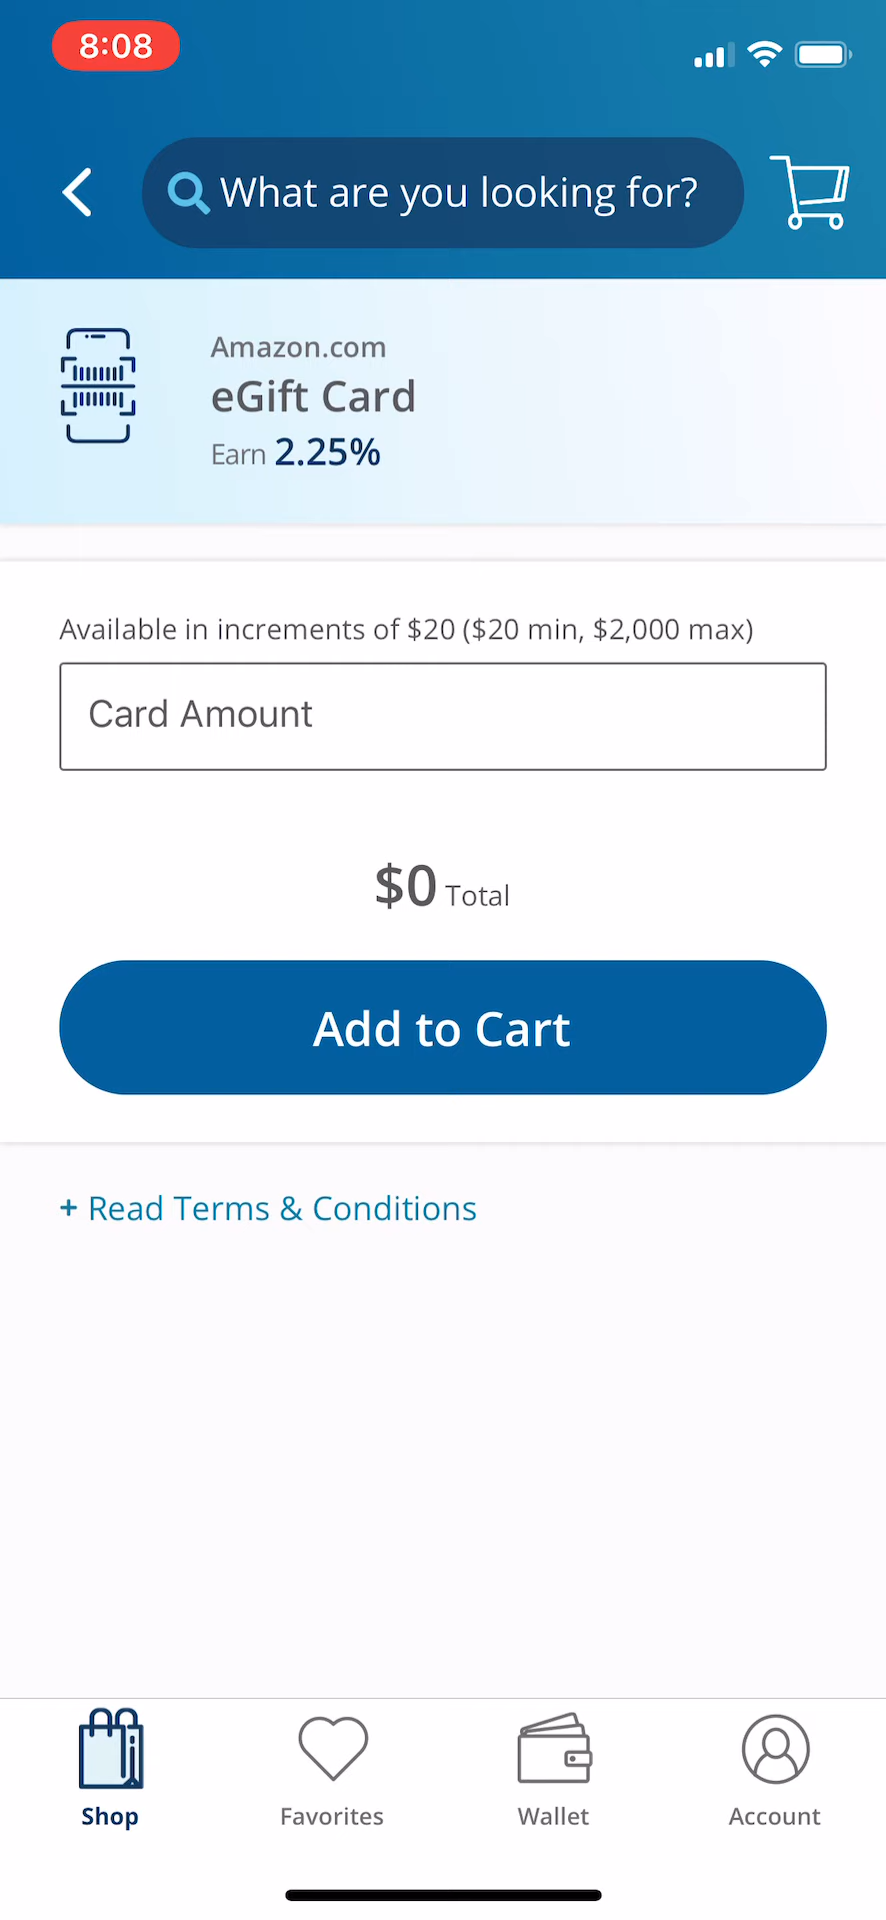 8:08
What are you looking for?
Amazon.com
eGift Card
Earn 2.25%
Available in increments of $20 ($20 min, $2,000 max)
Card Amount
$0 Total
Add to Cart
+ Read Terms & Conditions
Shop Favorites Wallet Account